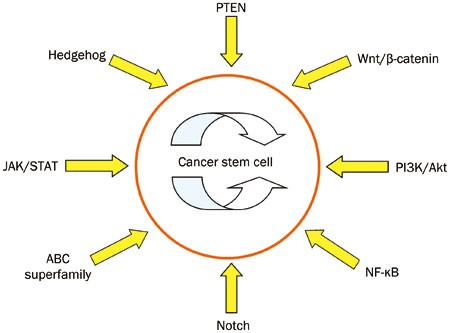 PTEN
Hedgehog
Wnt/β-catenin
JAK/STAT
Cancer stem cell
PI3K/Akt
ABC
superfamily
NF-κB
Notch